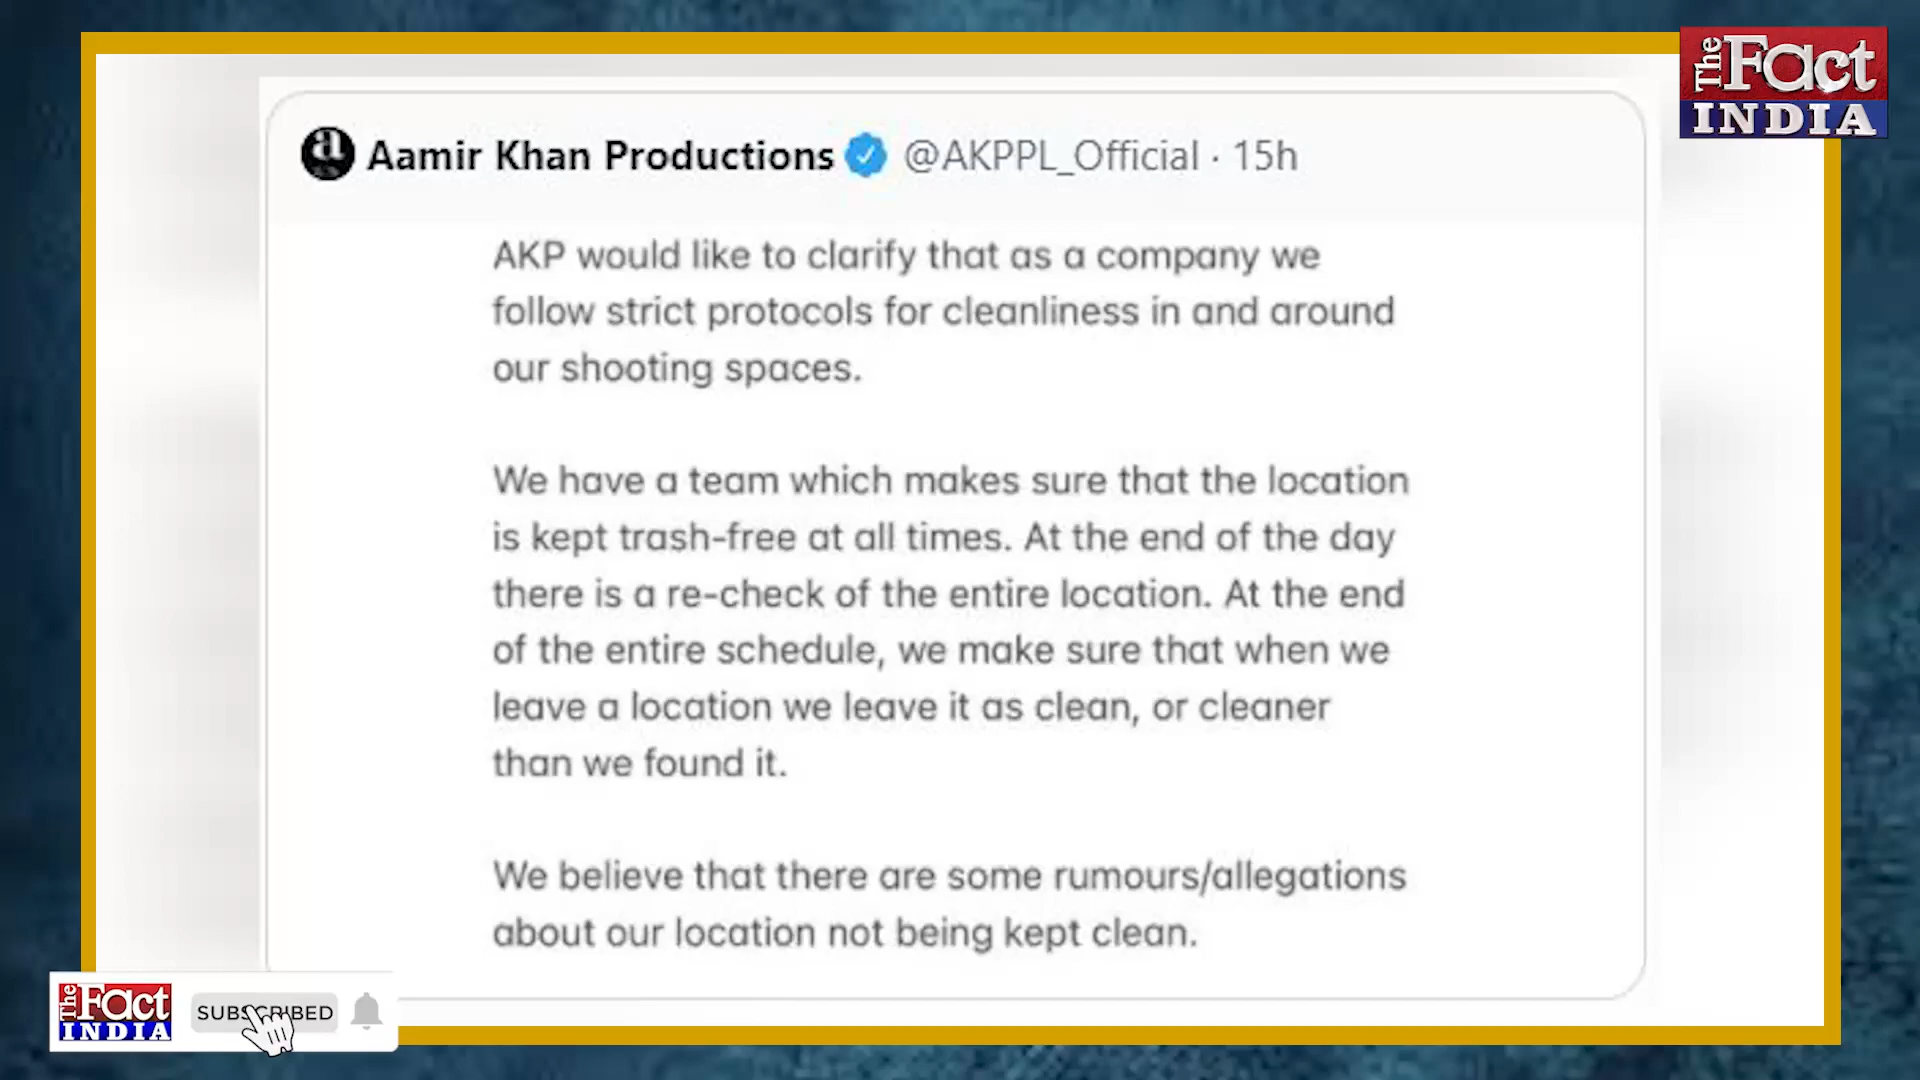 The Fact
INDIA
Aamir Khan Productions @AKPPL_Official · 15h
AKP would like to clarify that as a company we
follow strict protocols for cleanliness in and around
our shooting spaces.
We have a team which makes sure that the location
is kept trash-free at all times. At the end of the day
there is a re-check of the entire location. At the end
of the entire schedule, we make sure that when we
leave a location we leave it as clean, or cleaner
than we found it.
We believe that there are some rumours/allegations
about our location not being kept clean.
The Fact
INDIA
SUBSCRIBED